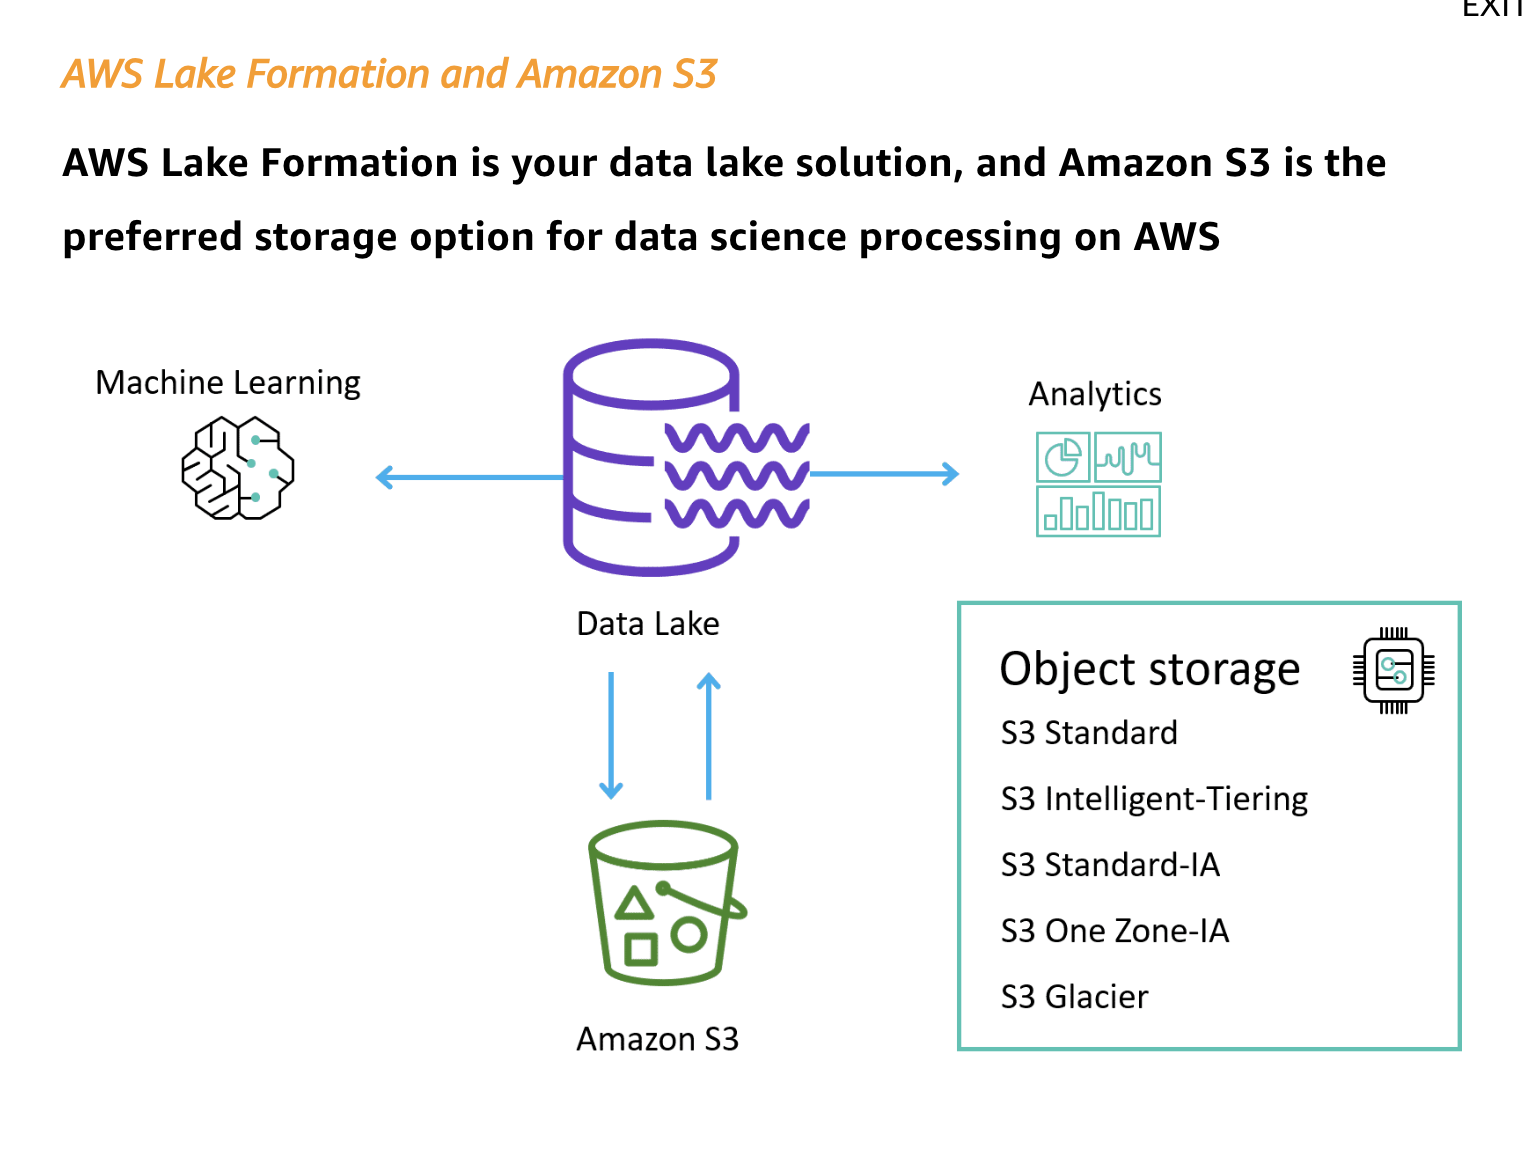 EXIT
AWS Lake Formation and Amazon S3
AWS Lake Formation is your data lake solution, and Amazon S3 is the
preferred storage option for data science processing on AWS
Machine Learning
Analytics
Data Lake
Object storage
S3 Standard
S3 Intelligent-Tiering
S3 Standard-IA
S3 One Zone-IA
S3 Glacier
Amazon S3